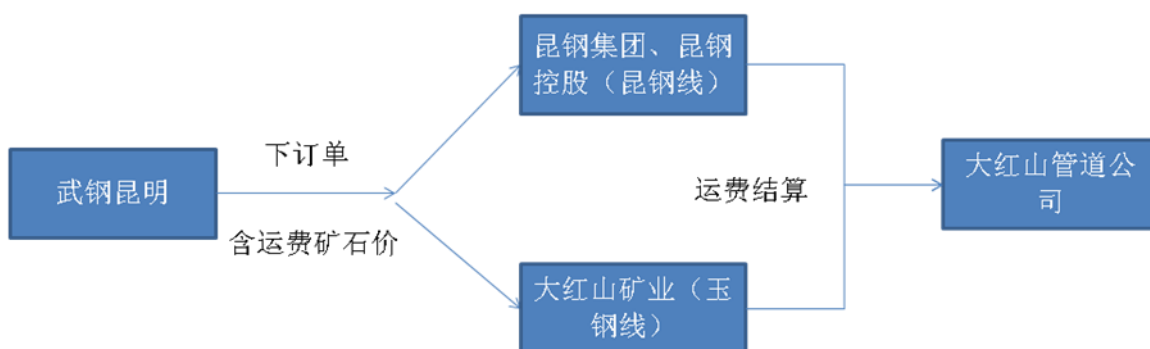 昆钢集团、昆钢
控股（昆钢线）
下订单
武钢昆明
含运费矿石价
运费结算
大红山管道公
司
大红山矿业（玉
钢线）